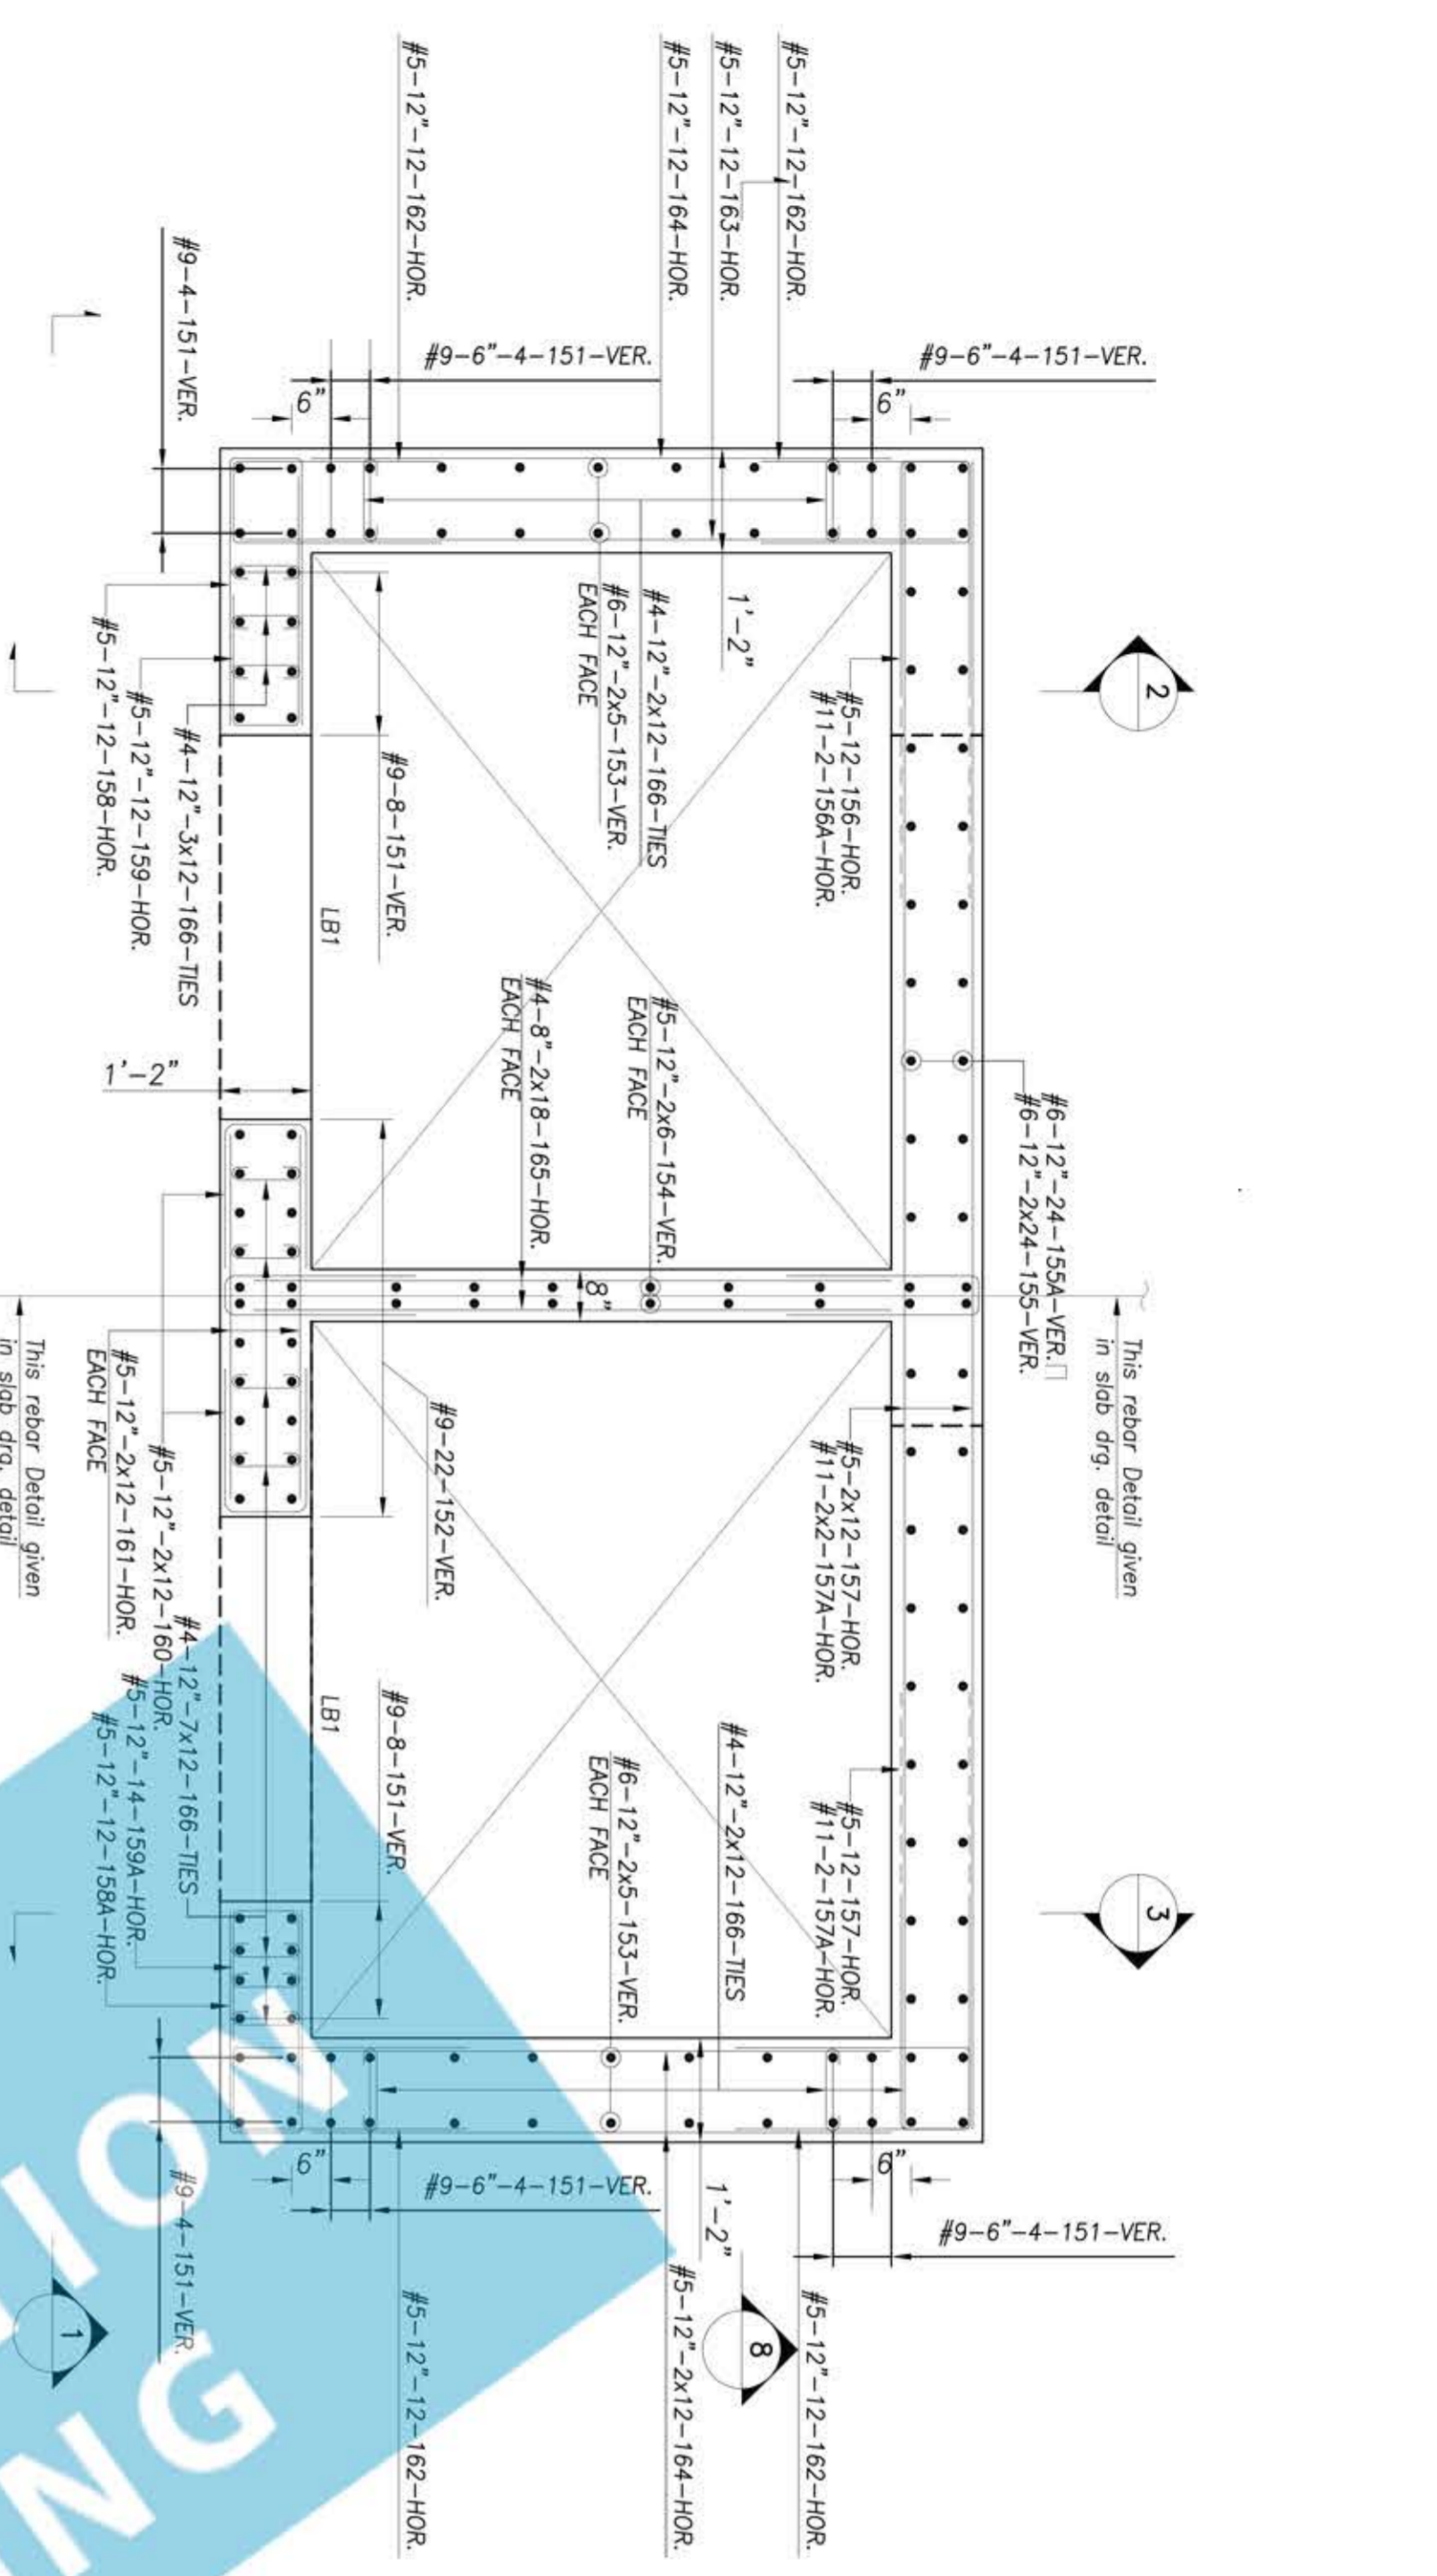 #5-12"-12-162-HOR.
#5-12"-12-163-HOR.
#5-12"-12-164-HOR.
#5-12"-12-162-HOR.
#9-4-151-VER.
#9-6"-4-151-VER.
#9-6"-4-151-VER.
6"
6"
2
1'-2"
#4-12"-2x12-166-TIES
#6-12"-2x5-153-VER.
EACH FACE
#5-12-156-HOR.
#11-2-156A-HOR.
#9-8-151-VER.
LB1
#4-12"-3x12-166-TIES
#5-12"-12-159-HOR.
#5-12"-12-158-HOR.
1'-2"
#5-12"-2x6-154-VER.
EACH FACE
#4-8"-2x18-165-HOR.
EACH FACE
#6-12"-24-155A-VER.
#6-12"-2x24-155-VER.
8"
This rebar Detail given
in slab drg. detail
This rebar Detail given
in slab drg. detail
#5-2x12-157-HOR.
#11-2x2-157A-HOR.
#9-22-152-VER.
#5-12"-2x12-161-HOR.
EACH FACE
#5-12"-2x12-160-HOR.
#4-12"-7x12-166-TIES
#5-12"-14-159A-HOR.
#5-12"-12-158A-HOR.
LB1
#9-8-151-VER.
#6-12"-2x5-153-VER.
EACH FACE
#4-12"-2x12-166-TIES
#5-12-157-HOR.
#11-2-157A-HOR.
3
6"
6"
#9-6"-4-151-VER.
#9-6"-4-151-VER.
1'-2"
#9-4-151-VER.
1
8
#5-12"-12-162-HOR.
#5-12"-2x12-164-HOR.
#5-12"-12-162-HOR.
ION
NG